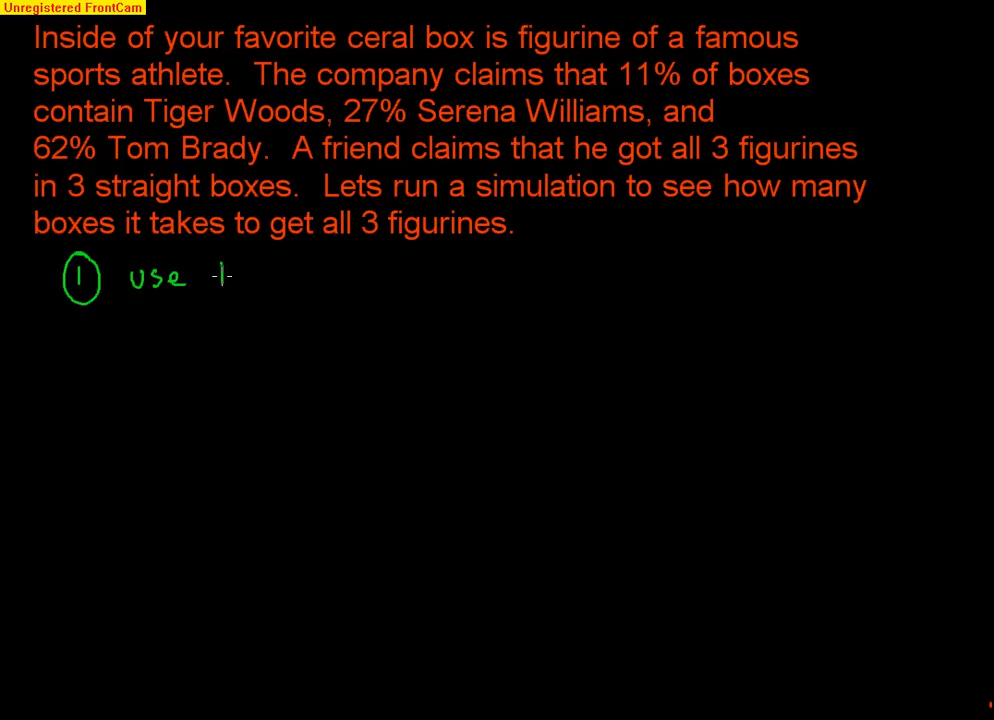 Unregistered FrontCam
Inside of your favorite ceral box is figurine of a famous
sports athlete.  The company claims that 11% of boxes
contain Tiger Woods, 27% Serena Williams, and
62% Tom Brady.  A friend claims that he got all 3 figurines
in 3 straight boxes.  Lets run a simulation to see how many
boxes it takes to get all 3 figurines.
1 use